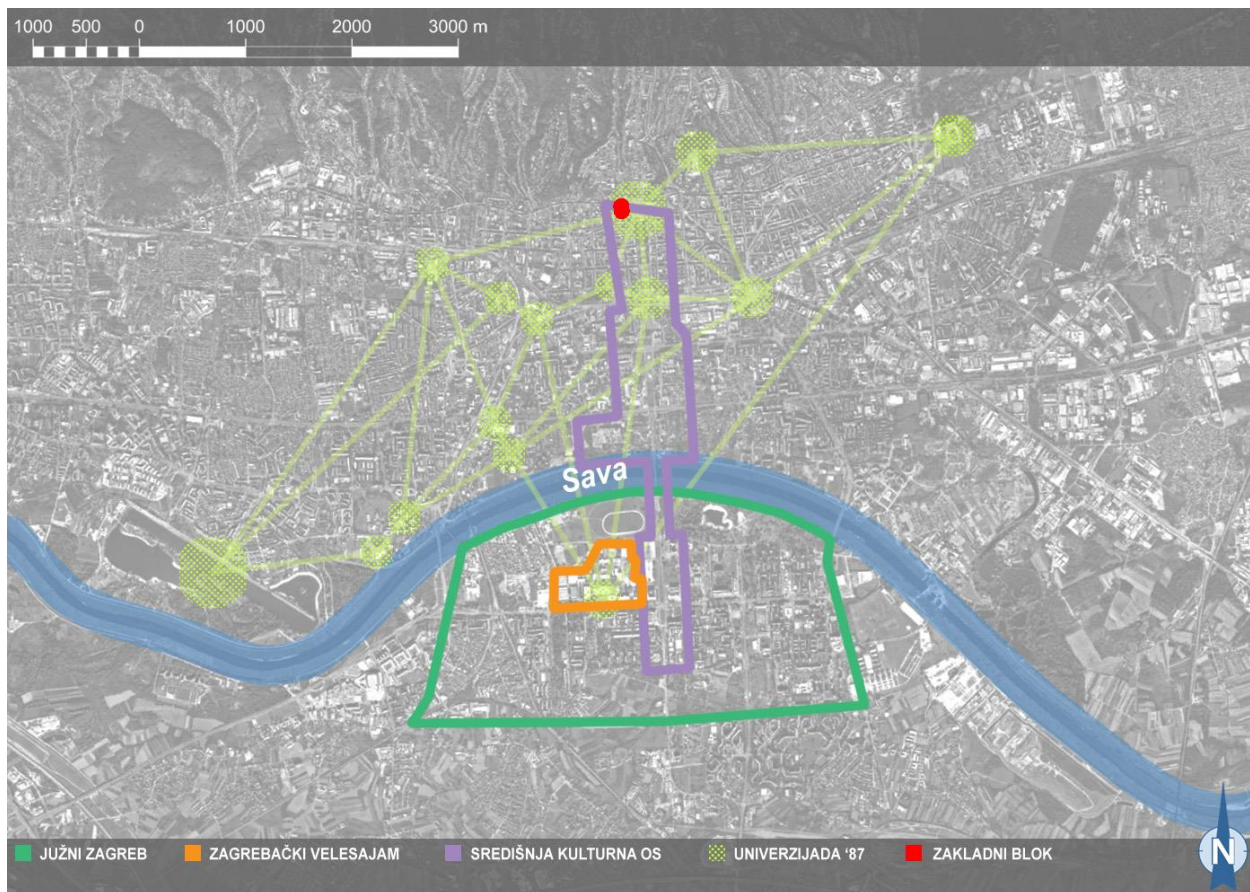 1000 500 0 1000 2000 3000 m
Sava
JUŽNI ZAGREB ZAGREBAČKI VELESAJAM SREDIŠNJA KULTURNA OS UNIVERZIJADA ‘87 ZAKLADNI BLOK N